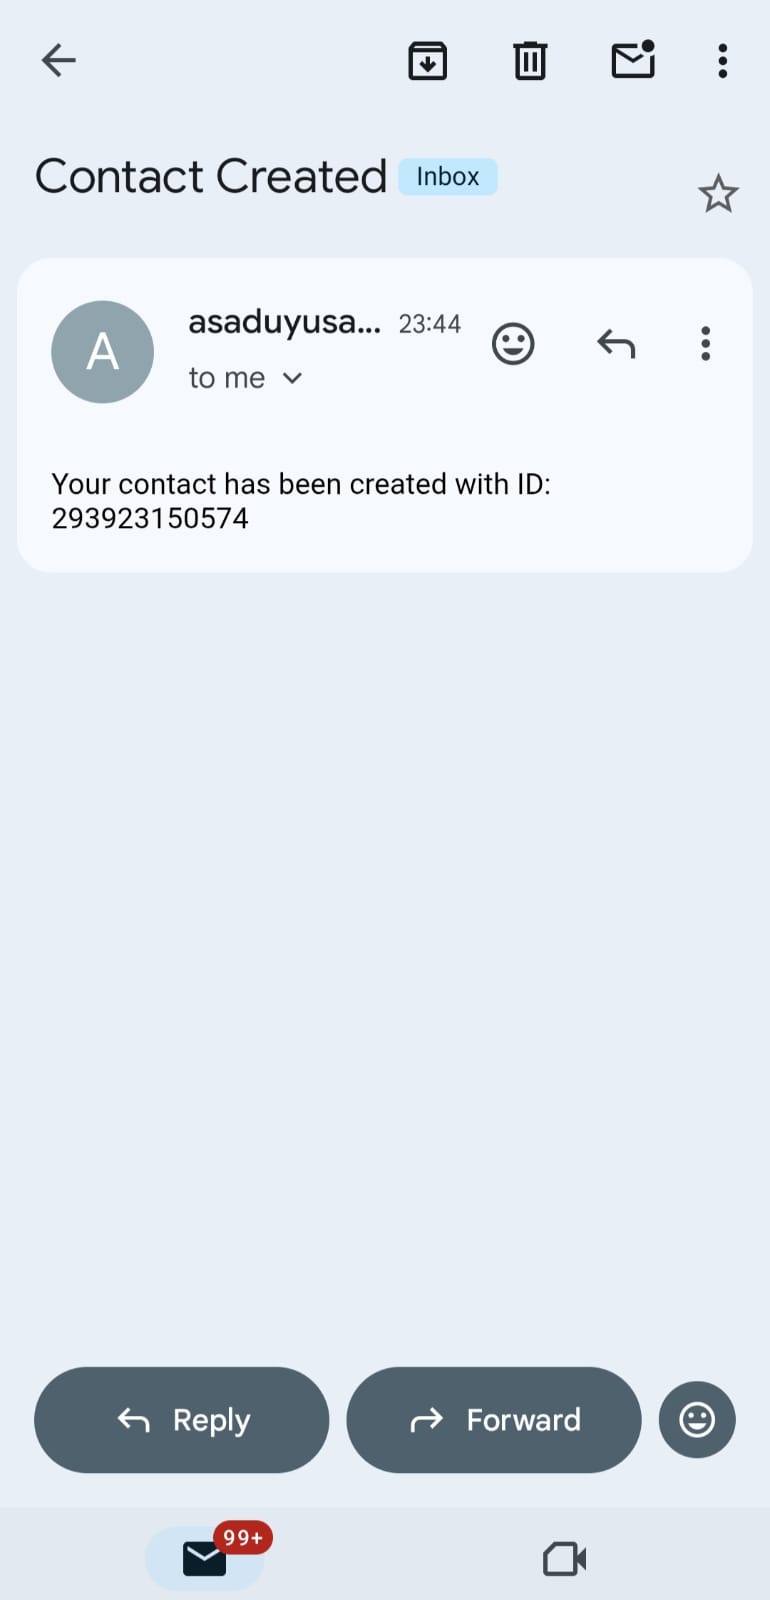 Contact Created Inbox
A
asaduyusa... 23:44
to me
Your contact has been created with ID:
293923150574
Reply
Forward
99+